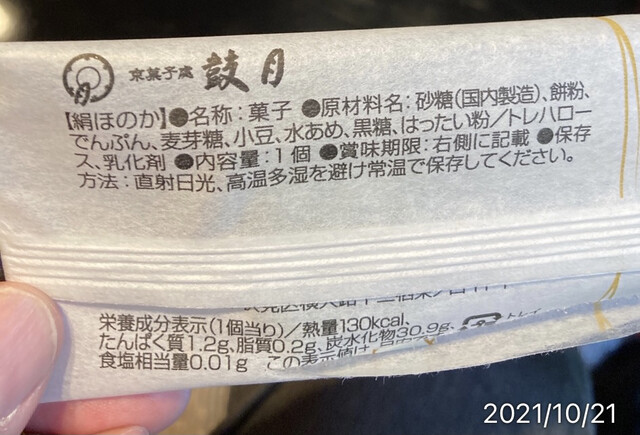 京菓子處 鼓月
【絹ほのか】●名称：菓子 ●原材料名：砂糖(国内製造)、餅粉、
でんぷん、麦芽糖、小豆、水あめ、黒糖、はったい粉／トレハロー
ス、乳化剤 ●内容量：1個 ●賞味期限：右側に記載 ●保存
方法：直射日光、高温多湿を避け常温で保存してください。
栄養成分表示(1個当り)／熱量130kcal、
たんぱく質1.2g、脂質0.2g、炭水化物30.9g、
食塩相当量0.01g この表示値は、
トレイ
2021/10/21